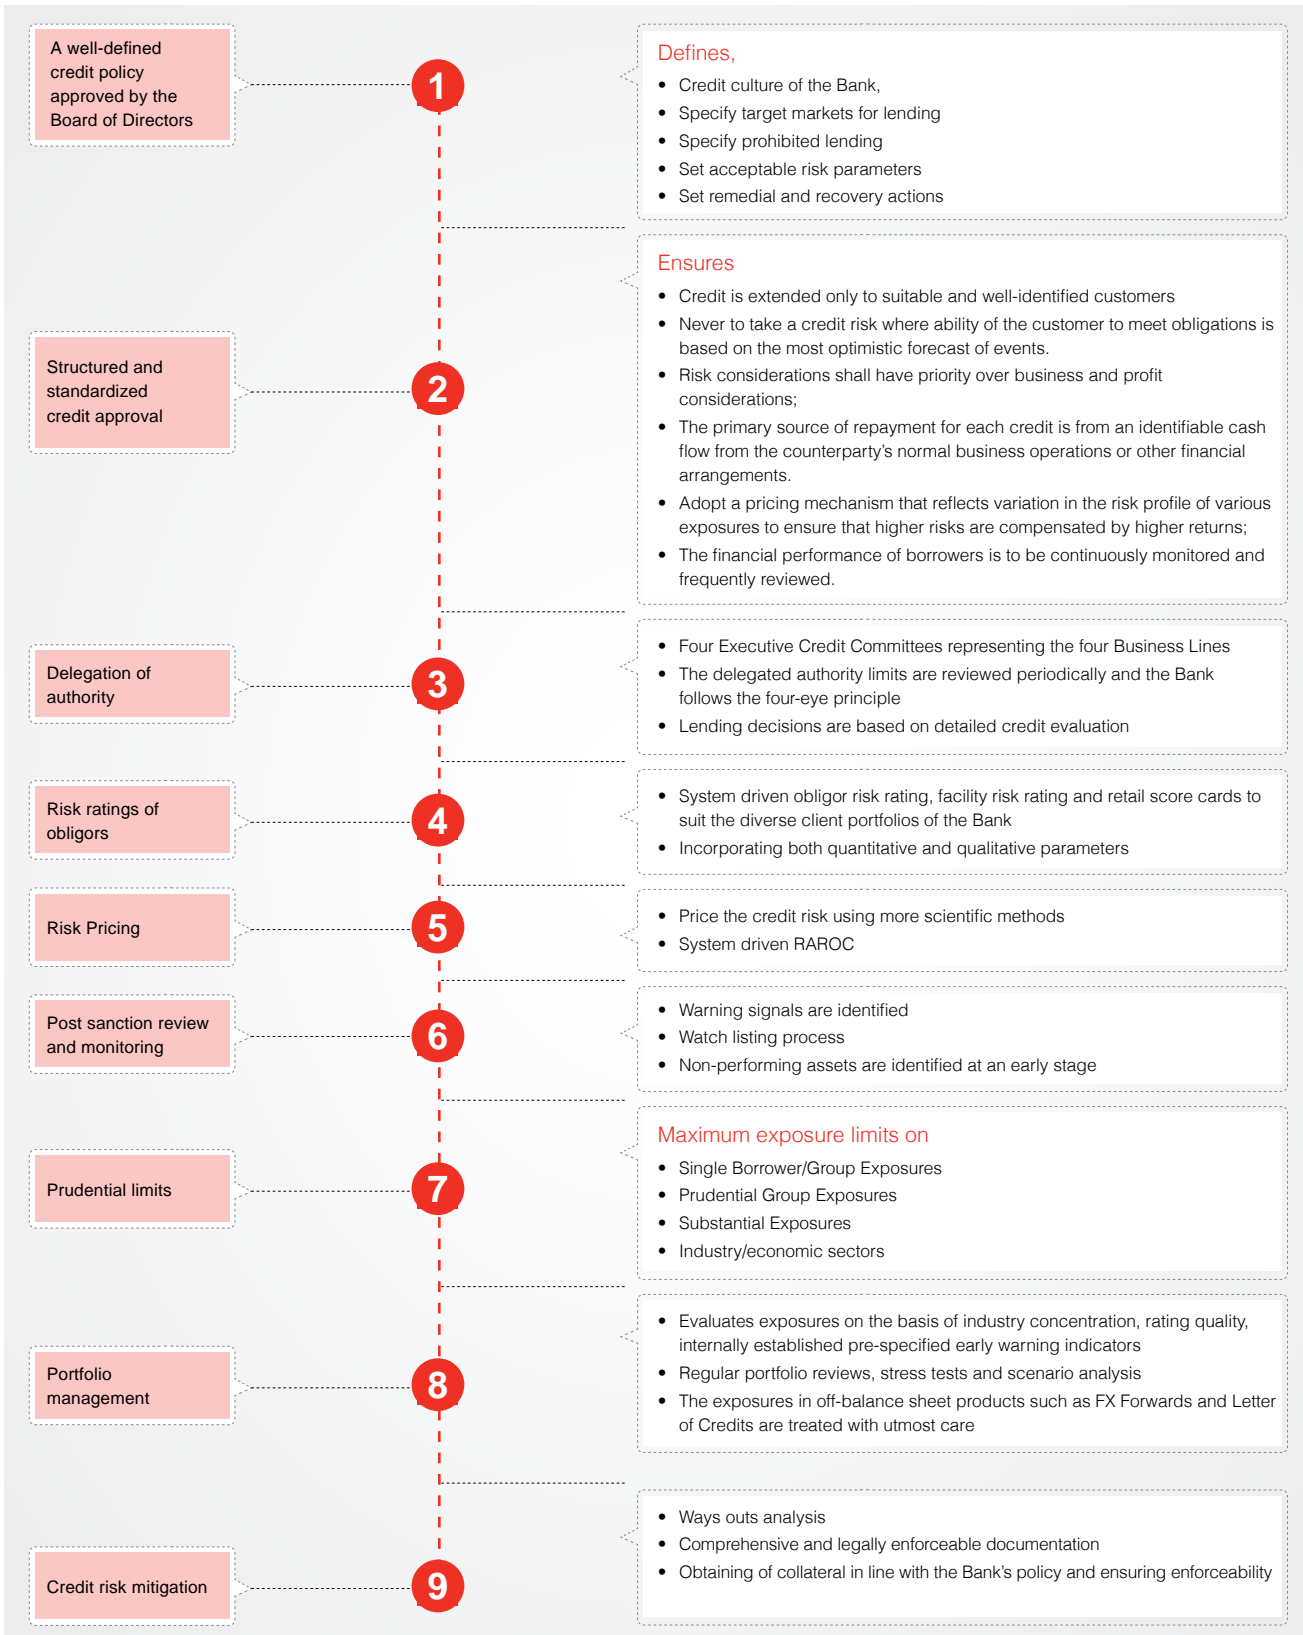 A well-defined
credit policy
approved by the
Board of Directors
1
Defines,
• Credit culture of the Bank,
• Specify target markets for lending
• Specify prohibited lending
• Set acceptable risk parameters
• Set remedial and recovery actions
Structured and
standardized
credit approval
2
Ensures
• Credit is extended only to suitable and well-identified customers
• Never to take a credit risk where ability of the customer to meet obligations is
based on the most optimistic forecast of events.
• Risk considerations shall have priority over business and profit
considerations;
• The primary source of repayment for each credit is from an identifiable cash
flow from the counterparty’s normal business operations or other financial
arrangements.
• Adopt a pricing mechanism that reflects variation in the risk profile of various
exposures to ensure that higher risks are compensated by higher returns;
• The financial performance of borrowers is to be continuously monitored and
frequently reviewed.
Delegation of
authority
3
• Four Executive Credit Committees representing the four Business Lines
• The delegated authority limits are reviewed periodically and the Bank
follows the four-eye principle
• Lending decisions are based on detailed credit evaluation
Risk ratings of
obligors
4
• System driven obligor risk rating, facility risk rating and retail score cards to
suit the diverse client portfolios of the Bank
• Incorporating both quantitative and qualitative parameters
Risk Pricing
5
• Price the credit risk using more scientific methods
• System driven RAROC
Post sanction review
and monitoring
6
• Warning signals are identified
• Watch listing process
• Non-performing assets are identified at an early stage
Prudential limits
7
Maximum exposure limits on
• Single Borrower/Group Exposures
• Prudential Group Exposures
• Substantial Exposures
• Industry/economic sectors
Portfolio
management
8
• Evaluates exposures on the basis of industry concentration, rating quality,
internally established pre-specified early warning indicators
• Regular portfolio reviews, stress tests and scenario analysis
• The exposures in off-balance sheet products such as FX Forwards and Letter
of Credits are treated with utmost care
Credit risk mitigation
9
• Ways outs analysis
• Comprehensive and legally enforceable documentation
• Obtaining of collateral in line with the Bank’s policy and ensuring enforceability